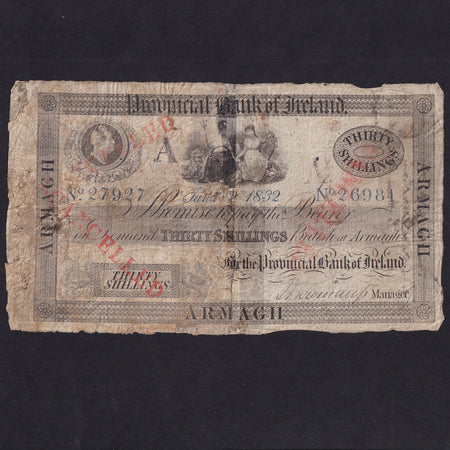 Provincial Bank of Ireland.
A
THIRTY
SHILLINGS
No. 27927 1832 No. 26981
I Promise to pay the Bearer
on Demand THIRTY SHILLINGS British at Armagh
For the Provincial Bank of Ireland.
THIRTY
SHILLINGS
Manager
ARMAGH
ARMAGH
ARMAGH
CANCELLED